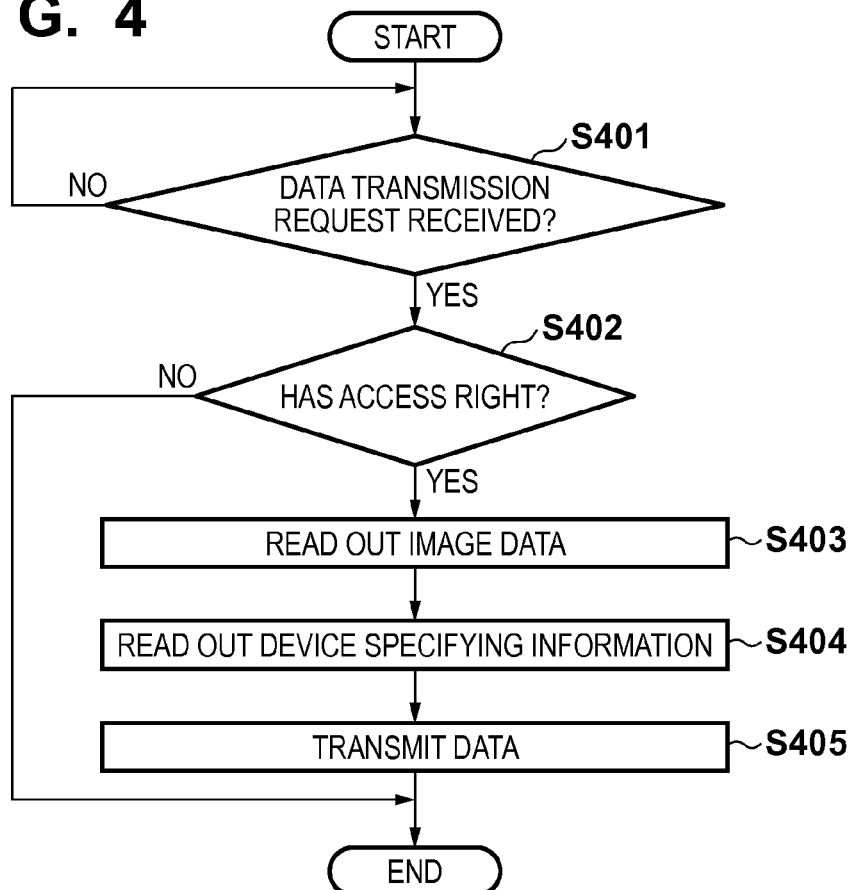 G. 4
START
S401
NO
DATA TRANSMISSION
REQUEST RECEIVED?
YES
S402
NO
HAS ACCESS RIGHT?
YES
READ OUT IMAGE DATA
S403
READ OUT DEVICE SPECIFYING INFORMATION
S404
TRANSMIT DATA
S405
END